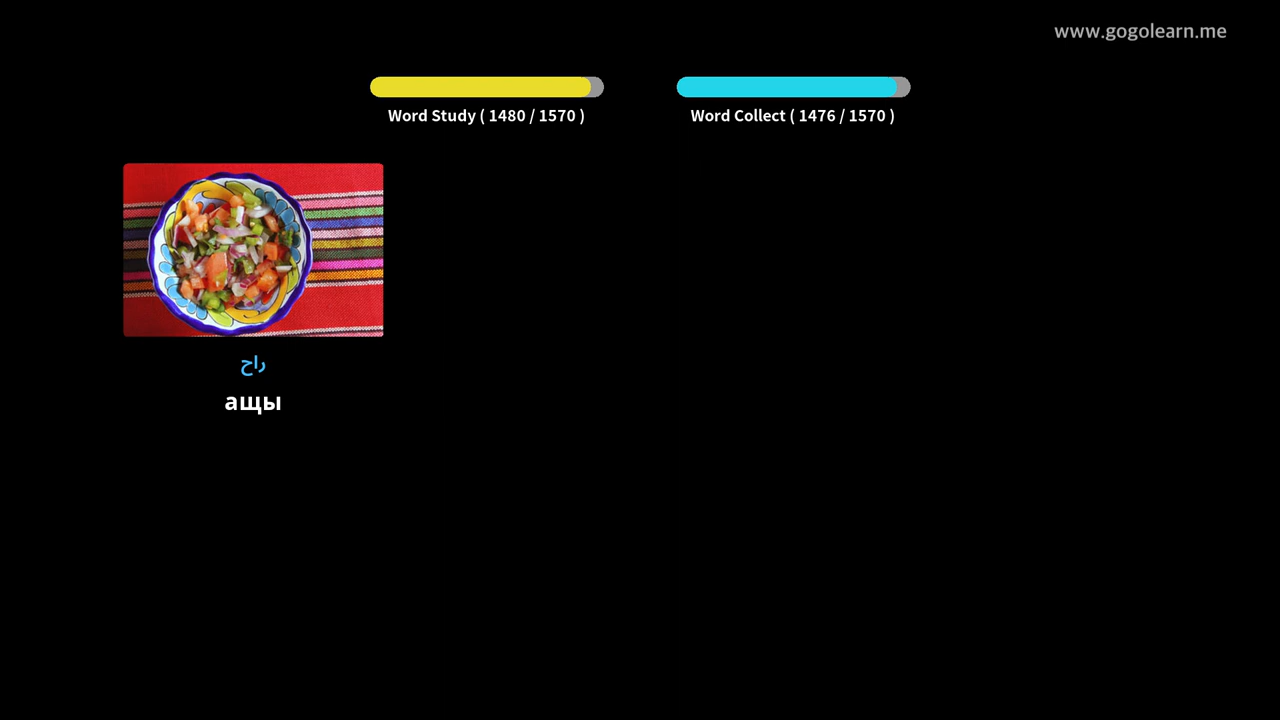 www.gogolearn.me
Word Study ( 1480 / 1570 )
Word Collect ( 1476 / 1570 )
راح
ащы